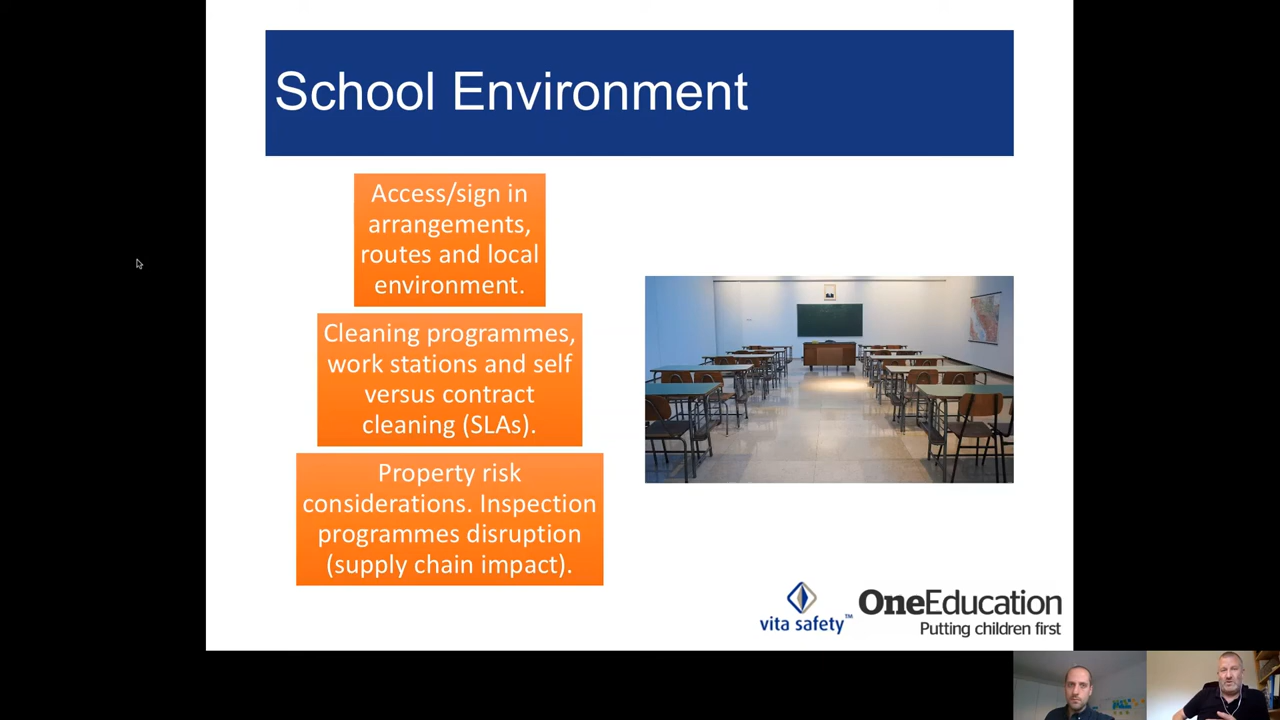 School Environment
Access/sign in
arrangements,
routes and local
environment.
Cleaning programmes,
work stations and self
versus contract
cleaning (SLAs).
Property risk
considerations. Inspection
programmes disruption
(supply chain impact).
vita safety™
OneEducation
Putting children first